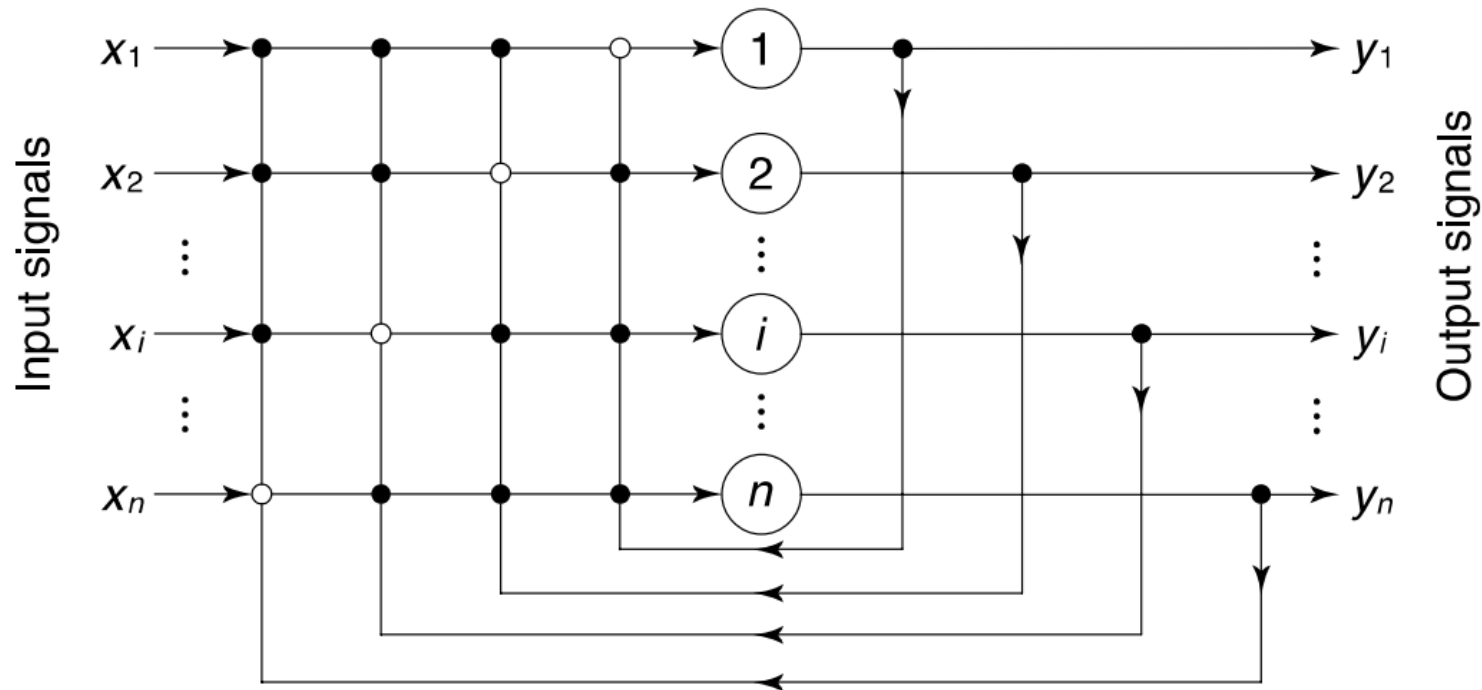 Input signals
x₁
x₂
⋮
xᵢ
⋮
xₙ
1
2
⋮
i
⋮
n
y₁
y₂
⋮
yᵢ
⋮
yₙ
Output signals